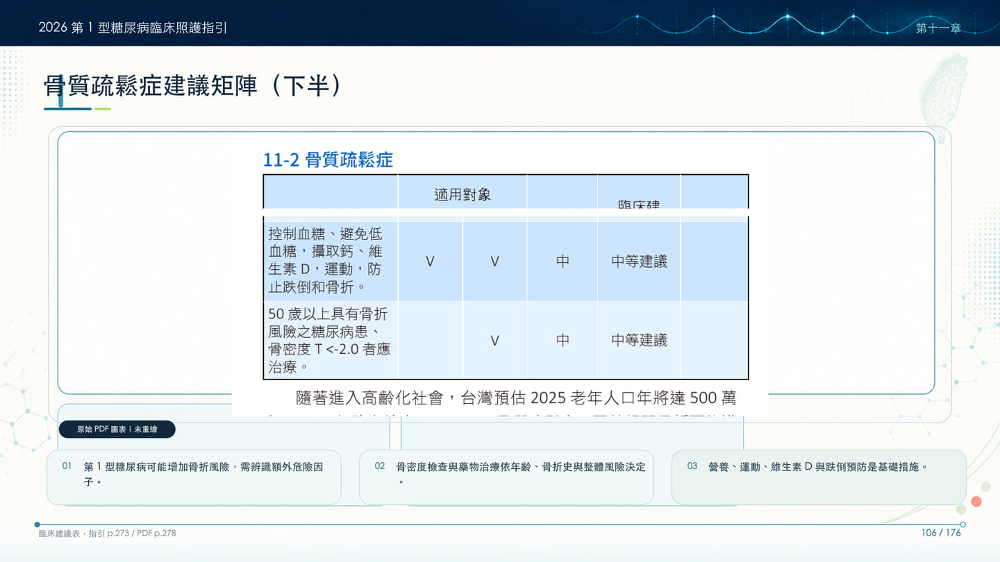 2026 第 1 型糖尿病臨床照護指引
第十一章
骨質疏鬆症建議矩陣（下半）
11-2 骨質疏鬆症
適用對象
臨床建
控制血糖、避免低
血糖，攝取鈣、維
生素 D，運動，防
止跌倒和骨折。
V
V
中
中等建議
50 歲以上具有骨折
風險之糖尿病患、
骨密度 T <-2.0 者應
治療。
V
中
中等建議
隨著進入高齡化社會，台灣預估 2025 老年人口年將達 500 萬
原始 PDF 圖表｜未重繪
01 第 1 型糖尿病可能增加骨折風險，需辨識額外危險因
子。
02 骨密度檢查與藥物治療依年齡、骨折史與整體風險決定
。
03 營養、運動、維生素 D 與跌倒預防是基礎措施。
臨床建議表，指引 p.273 / PDF p.278
106 / 176